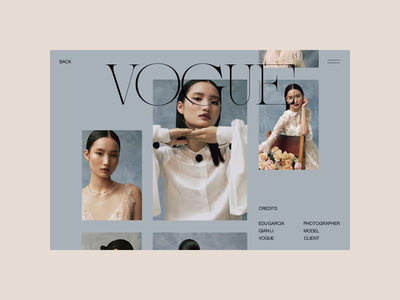 BACK
VOGUE
CREDITS
EDU GARCIA PHOTOGRAPHER
QIAN LI MODEL
VOGUE CLIENT